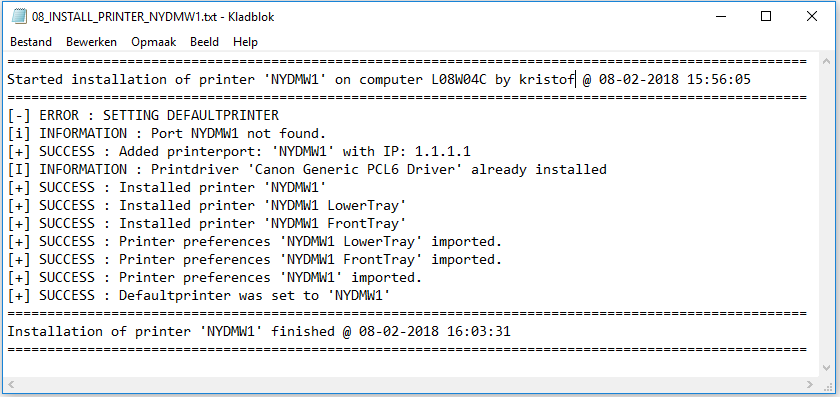 08_INSTALL_PRINTER_NYDMW1.txt - Kladblok
Bestand Bewerken Opmaak Beeld Help
====================================================================================================
Started installation of printer 'NYDMW1' on computer L08W04C by kristof @ 08-02-2018 15:56:05
====================================================================================================
[-] ERROR : SETTING DEFAULTPRINTER
[i] INFORMATION : Port NYDMW1 not found.
[+] SUCCESS : Added printerport: 'NYDMW1' with IP: 1.1.1.1
[I] INFORMATION : Printdriver 'Canon Generic PCL6 Driver' already installed
[+] SUCCESS : Installed printer 'NYDMW1'
[+] SUCCESS : Installed printer 'NYDMW1 LowerTray'
[+] SUCCESS : Installed printer 'NYDMW1 FrontTray'
[+] SUCCESS : Printer preferences 'NYDMW1 LowerTray' imported.
[+] SUCCESS : Printer preferences 'NYDMW1 FrontTray' imported.
[+] SUCCESS : Printer preferences 'NYDMW1' imported.
[+] SUCCESS : Defaultprinter was set to 'NYDMW1'
====================================================================================================
Installation of printer 'NYDMW1' finished @ 08-02-2018 16:03:31
====================================================================================================